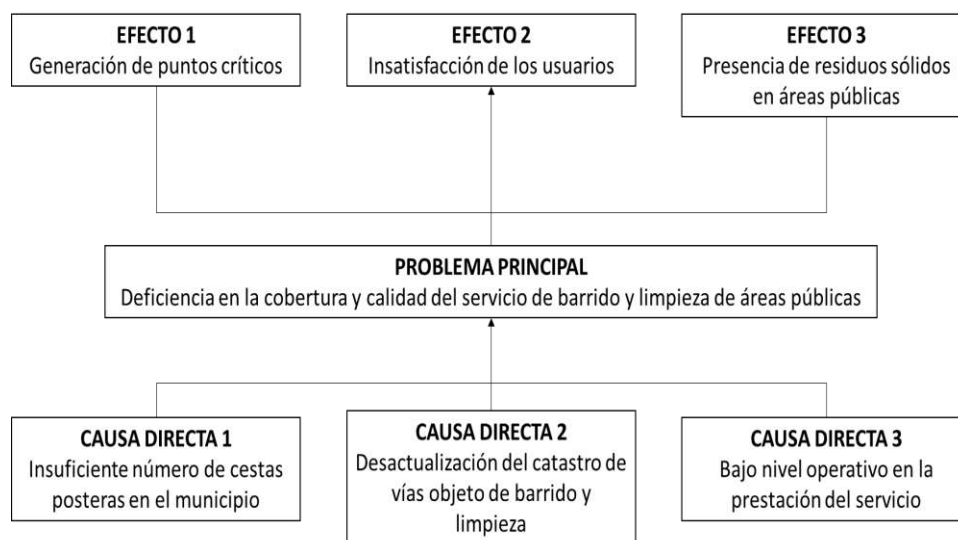 EFECTO 1
Generación de puntos críticos
EFECTO 2
Insatisfacción de los usuarios
EFECTO 3
Presencia de residuos sólidos
en áreas públicas
PROBLEMA PRINCIPAL
Deficiencia en la cobertura y calidad del servicio de barrido y limpieza de áreas públicas
CAUSA DIRECTA 1
Insuficiente número de cestas
posteras en el municipio
CAUSA DIRECTA 2
Desactualización del catastro de
vías objeto de barrido y
limpieza
CAUSA DIRECTA 3
Bajo nivel operativo en la
prestación del servicio